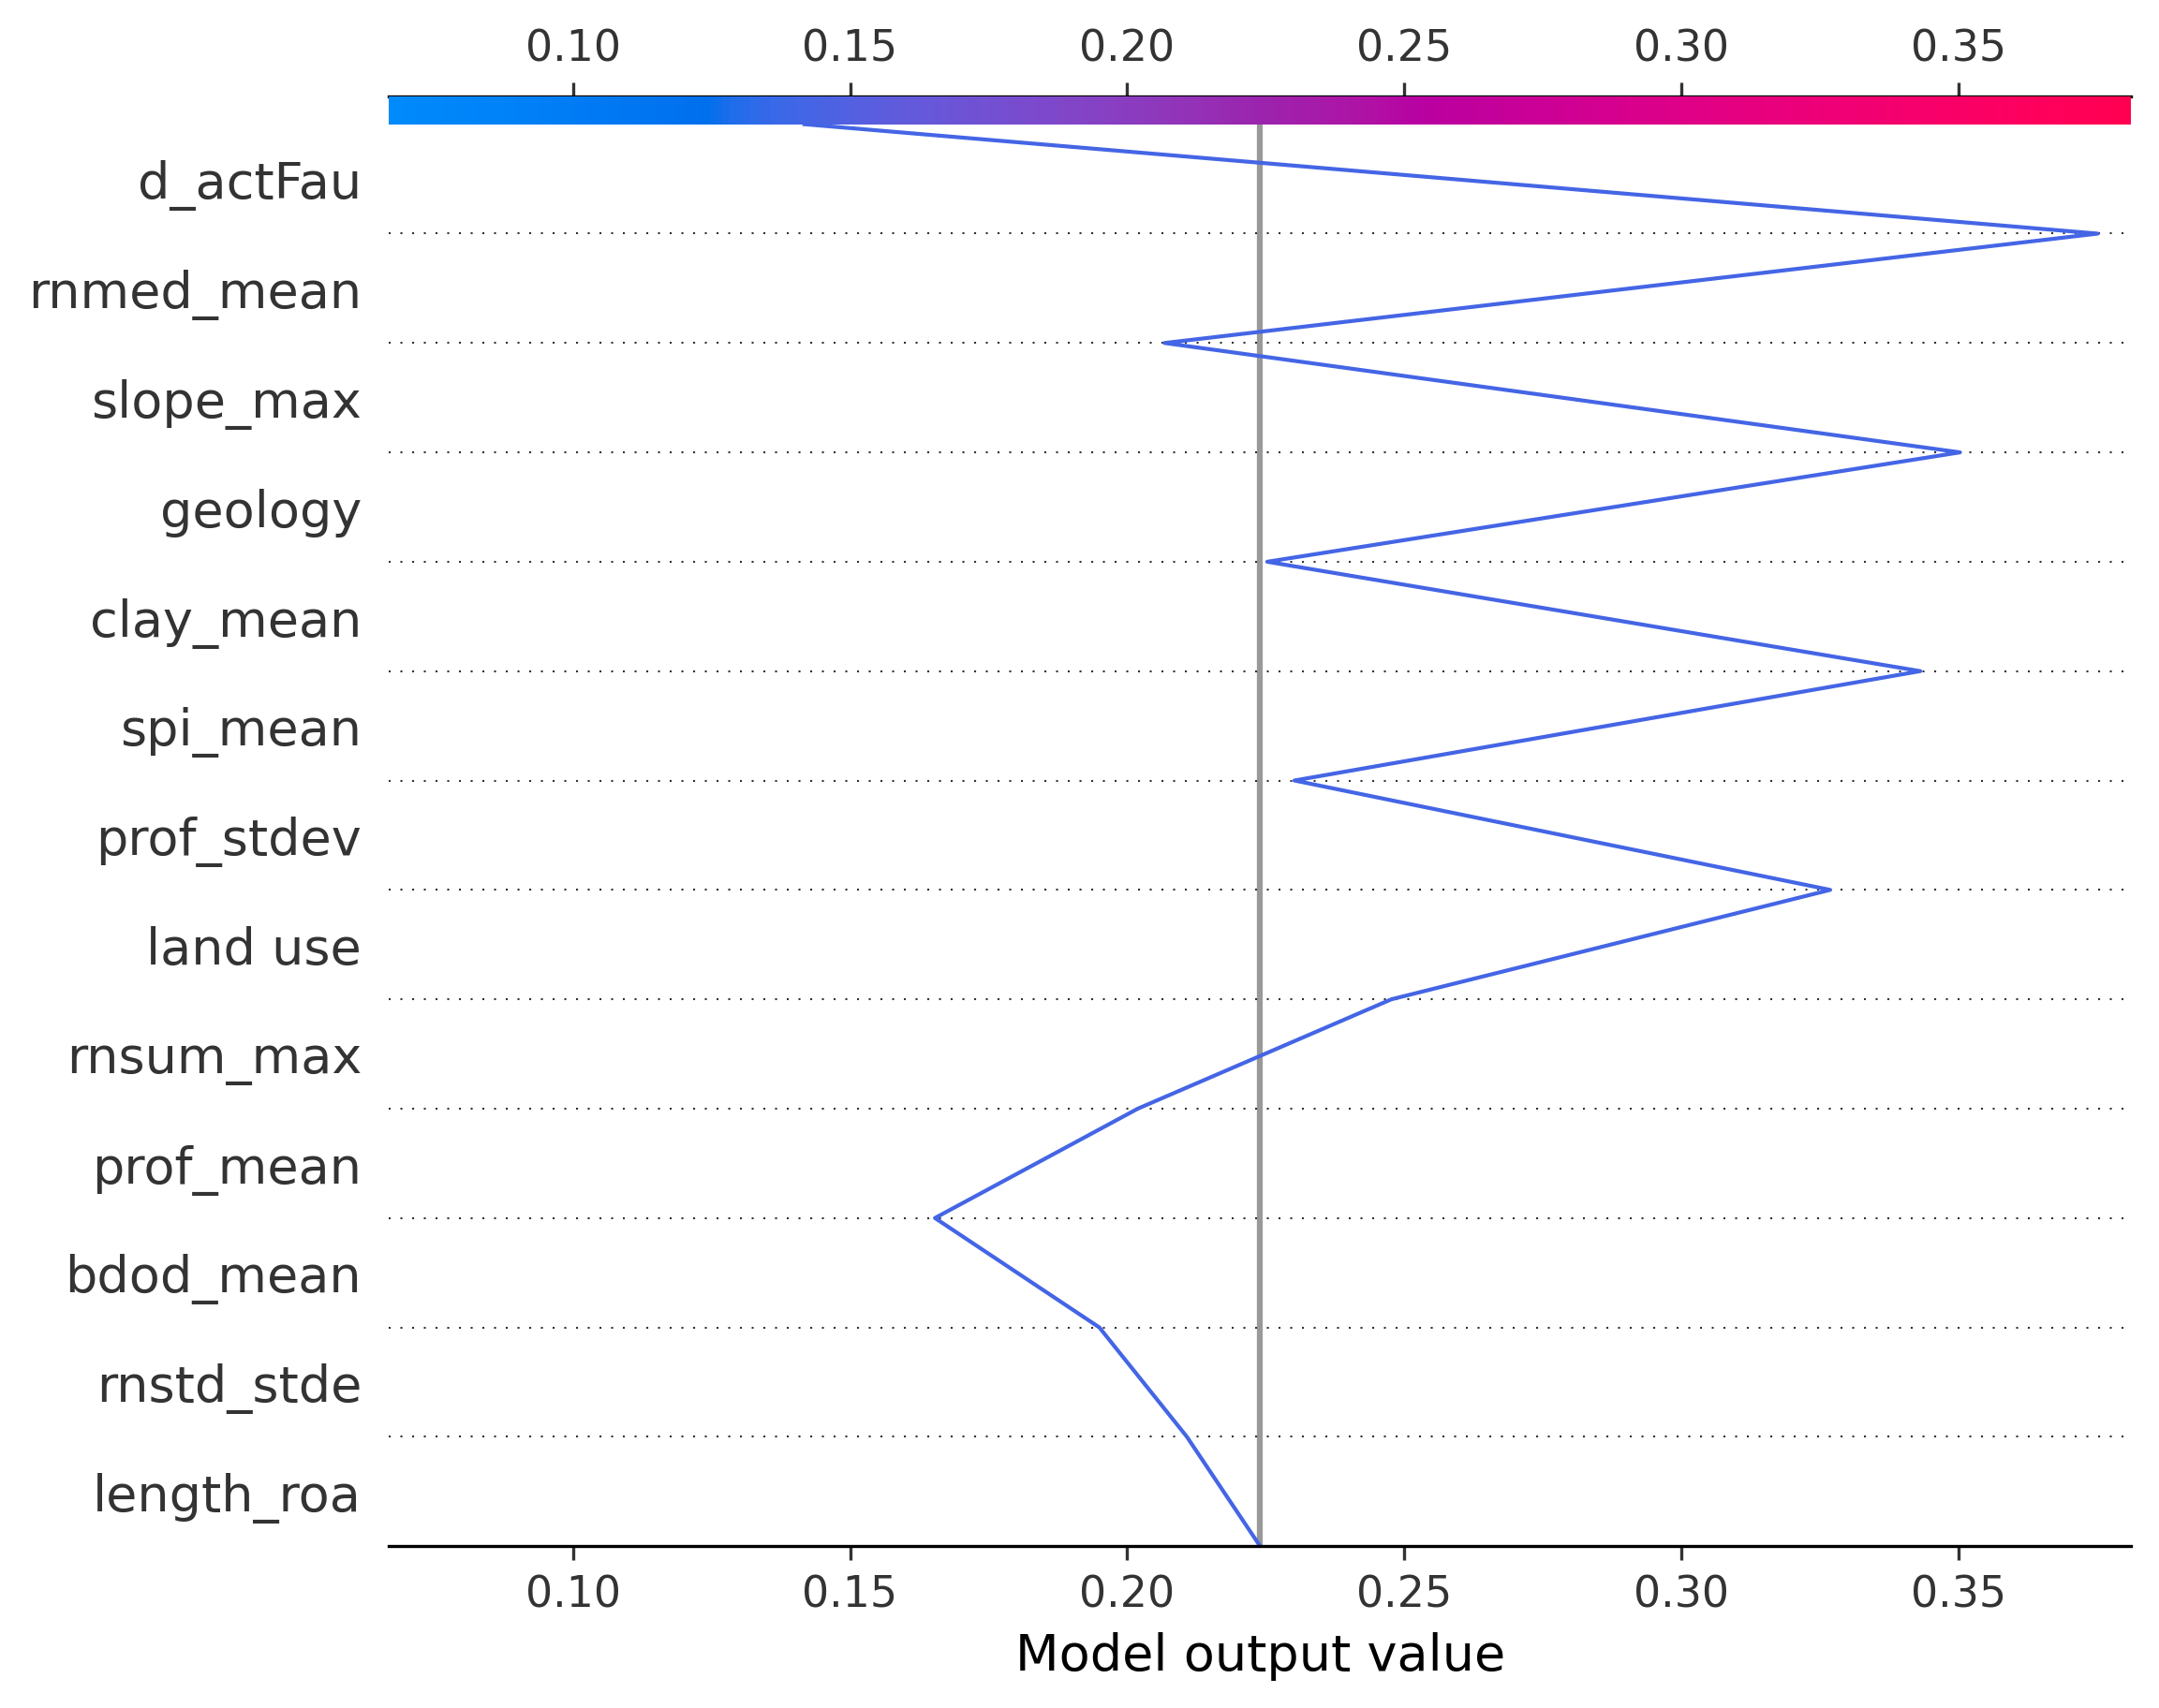 0.10 0.15 0.20 0.25 0.30 0.35
d_actFau
rnmed_mean
slope_max
geology
clay_mean
spi_mean
prof_stdev
land use
rnsum_max
prof_mean
bdod_mean
rnstd_stde
length_roa
0.10 0.15 0.20 0.25 0.30 0.35
Model output value